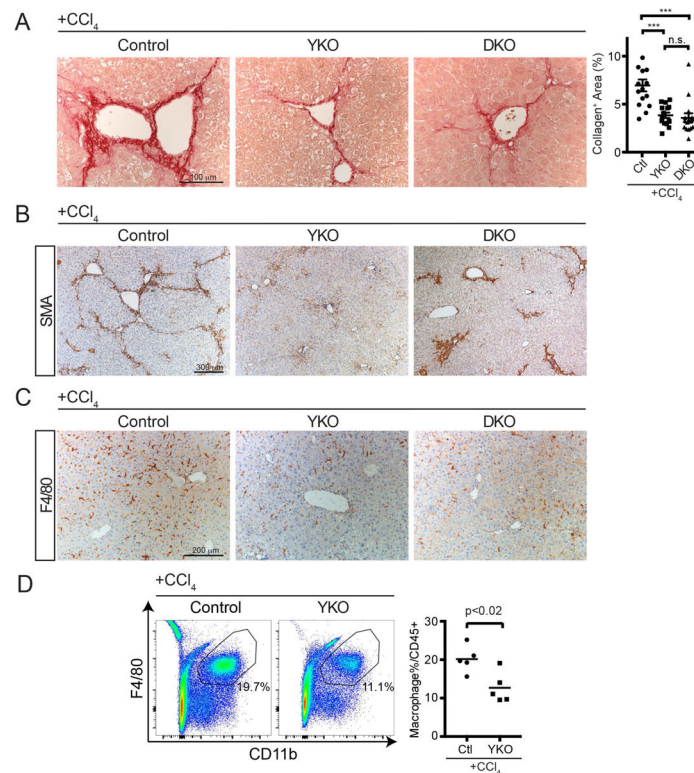 A
+CCl4
Control YKO DKO
100 μm
*** 
*** n.s.
Collagen+ Area (%)
10
5
0
Ctl YKO DKO
+CCl4
B
+CCl4
Control YKO DKO
SMA
300 μm
C
+CCl4
Control YKO DKO
F4/80
200 μm
D
+CCl4
Control YKO
F4/80
19.7% 11.1%
CD11b
p<0.02
Macrophage%/CD45+
30
20
10
0
Ctl YKO
+CCl4